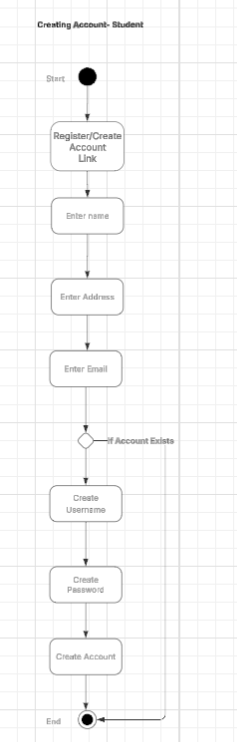 Creating Account- Student
Start
Register/Create
Account
Link
Enter name
Enter Address
Enter Email
If Account Exists
Create
Username
Create
Password
Create Account
End